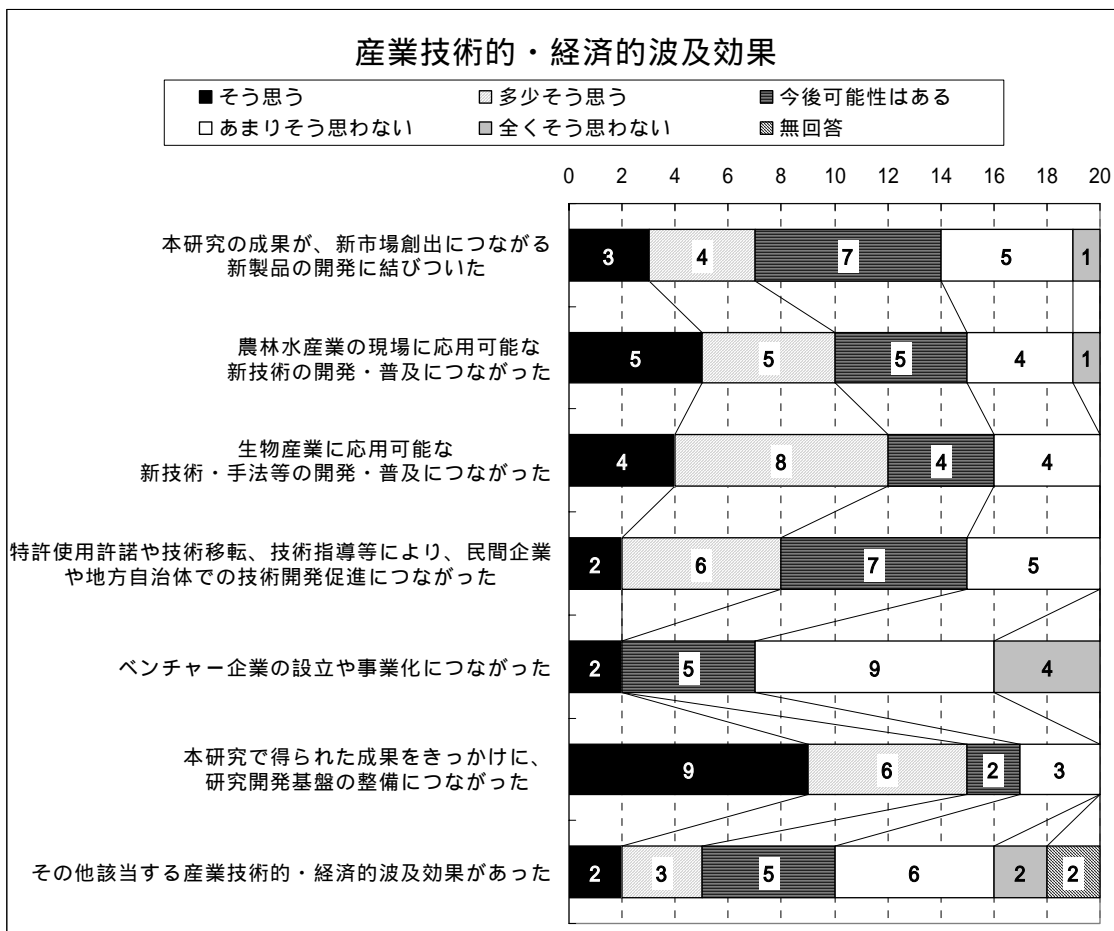 産業技術的・経済的波及効果
そう思う 多少そう思う 今後可能性はある
あまりそう思わない 全くそう思わない 無回答
0 2 4 6 8 10 12 14 16 18 20
本研究の成果が、新市場創出につながる
新製品の開発に結びついた
3 4 7 5 1
農林水産業の現場に応用可能な
新技術の開発・普及につながった
5 5 5 4 1
生物産業に応用可能な
新技術・手法等の開発・普及につながった
4 8 4 4
特許使用許諾や技術移転、技術指導等により、民間企業
や地方自治体での技術開発促進につながった
2 6 7 5
ベンチャー企業の設立や事業化につながった
2 5 9 4
本研究で得られた成果をきっかけに、
研究開発基盤の整備につながった
9 6 2 3
その他該当する産業技術的・経済的波及効果があった
2 3 5 6 2 2